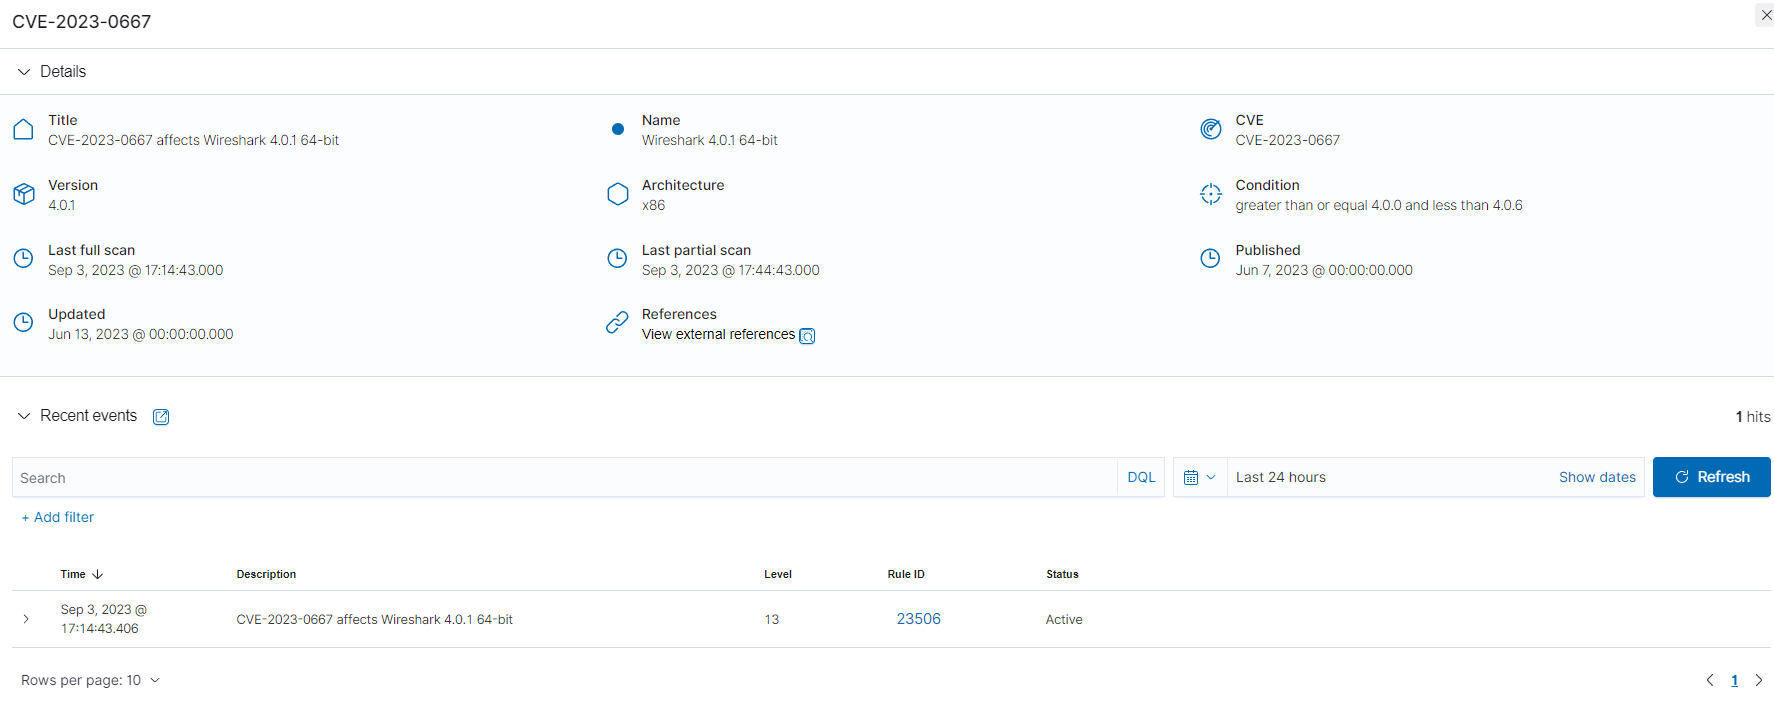 CVE-2023-0667
Details
Title
CVE-2023-0667 affects Wireshark 4.0.1 64-bit
Name
Wireshark 4.0.1 64-bit
CVE
CVE-2023-0667
Version
4.0.1
Architecture
x86
Condition
greater than or equal 4.0.0 and less than 4.0.6
Last full scan
Sep 3, 2023 @ 17:14:43.000
Last partial scan
Sep 3, 2023 @ 17:44:43.000
Published
Jun 7, 2023 @ 00:00:00.000
Updated
Jun 13, 2023 @ 00:00:00.000
References
View external references
Recent events
1 hits
Search DQL Last 24 hours Show dates Refresh
+ Add filter
Time Description Level Rule ID Status
Sep 3, 2023 @
17:14:43.406
CVE-2023-0667 affects Wireshark 4.0.1 64-bit 13 23506 Active
Rows per page: 10 1